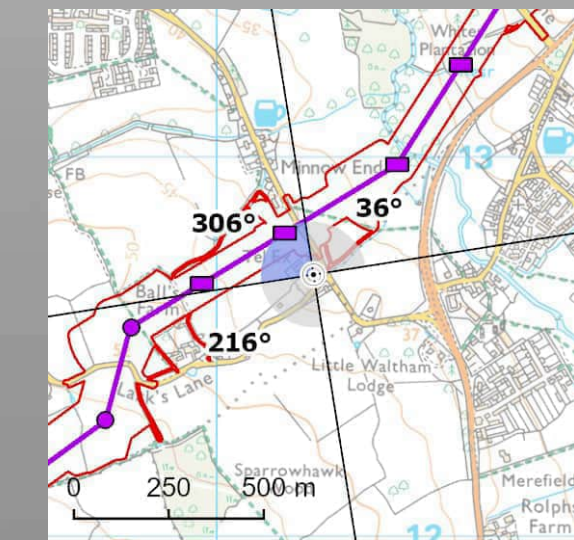 White
Plantation
13
FB
Minnow End
36°
306°
Ball's
Farm
216°
37
Little Waltham
Lodge
Lark's Lane
Sparrowhawk
0 250 500 m
Merefield
Rolphs
Farm
12